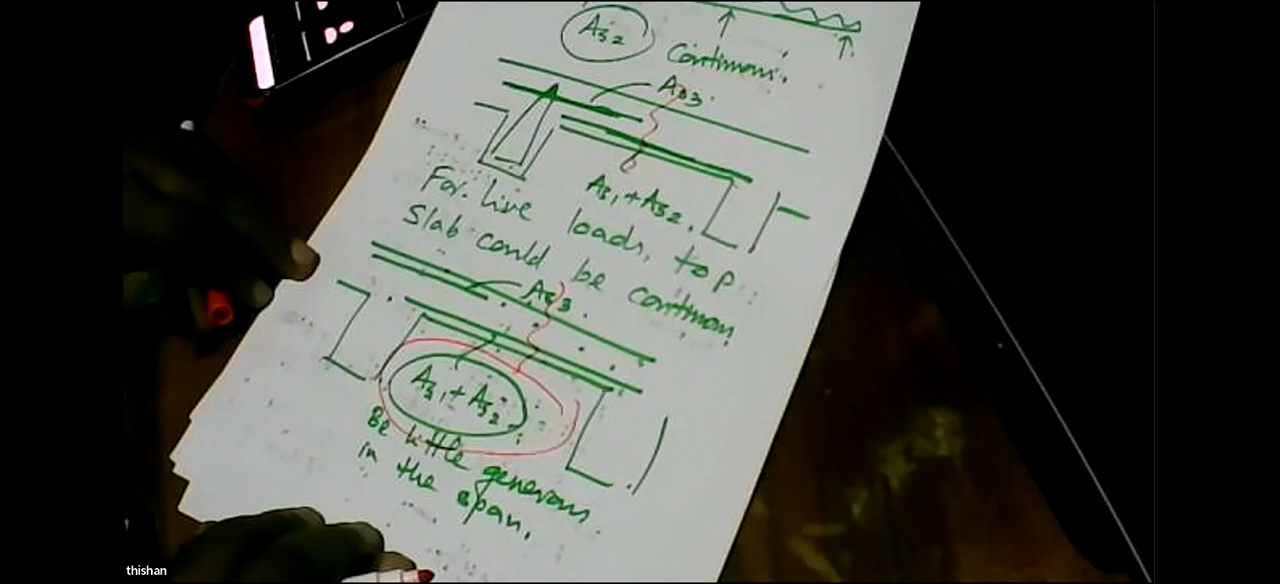 As2
Continuous.
As3.
As1 + As2.
For live loads, top
slab could be continuous
As3.
As1 + As2
Be little generous
in the span.
thishan